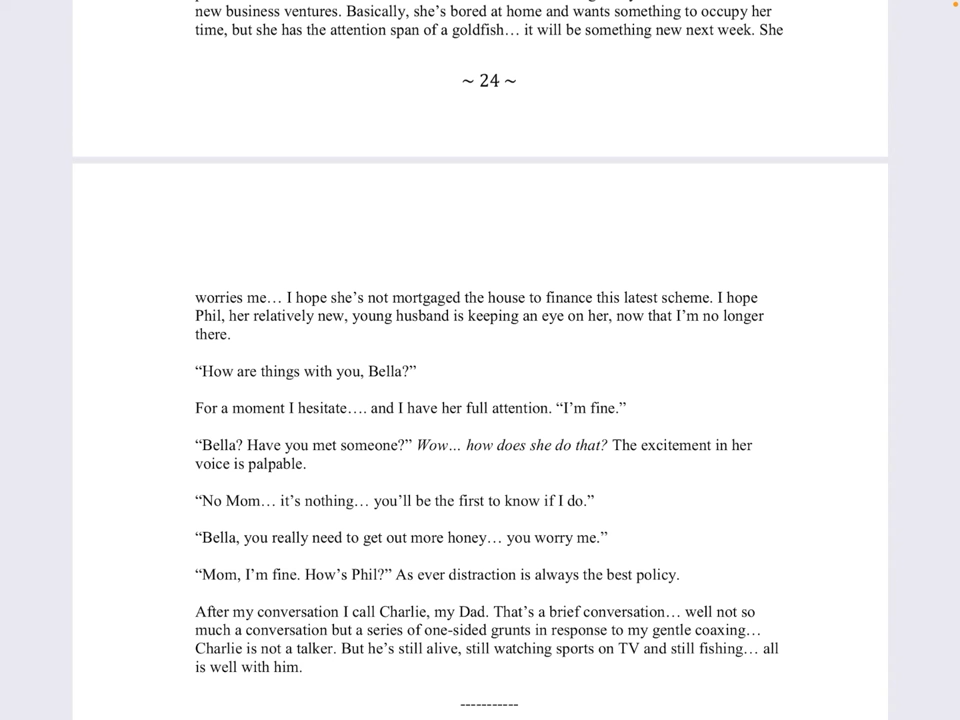 new business ventures. Basically, she’s bored at home and wants something to occupy her
time, but she has the attention span of a goldfish… it will be something new next week. She
~ 24 ~
worries me… I hope she’s not mortgaged the house to finance this latest scheme. I hope
Phil, her relatively new, young husband is keeping an eye on her, now that I’m no longer
there.
“How are things with you, Bella?”
For a moment I hesitate…. and I have her full attention. “I’m fine.”
“Bella? Have you met someone?” Wow… how does she do that? The excitement in her
voice is palpable.
“No Mom… it’s nothing… you’ll be the first to know if I do.”
“Bella, you really need to get out more honey… you worry me.”
“Mom, I’m fine. How’s Phil?” As ever distraction is always the best policy.
After my conversation I call Charlie, my Dad. That’s a brief conversation… well not so
much a conversation but a series of one-sided grunts in response to my gentle coaxing…
Charlie is not a talker. But he’s still alive, still watching sports on TV and still fishing… all
is well with him.
-----------